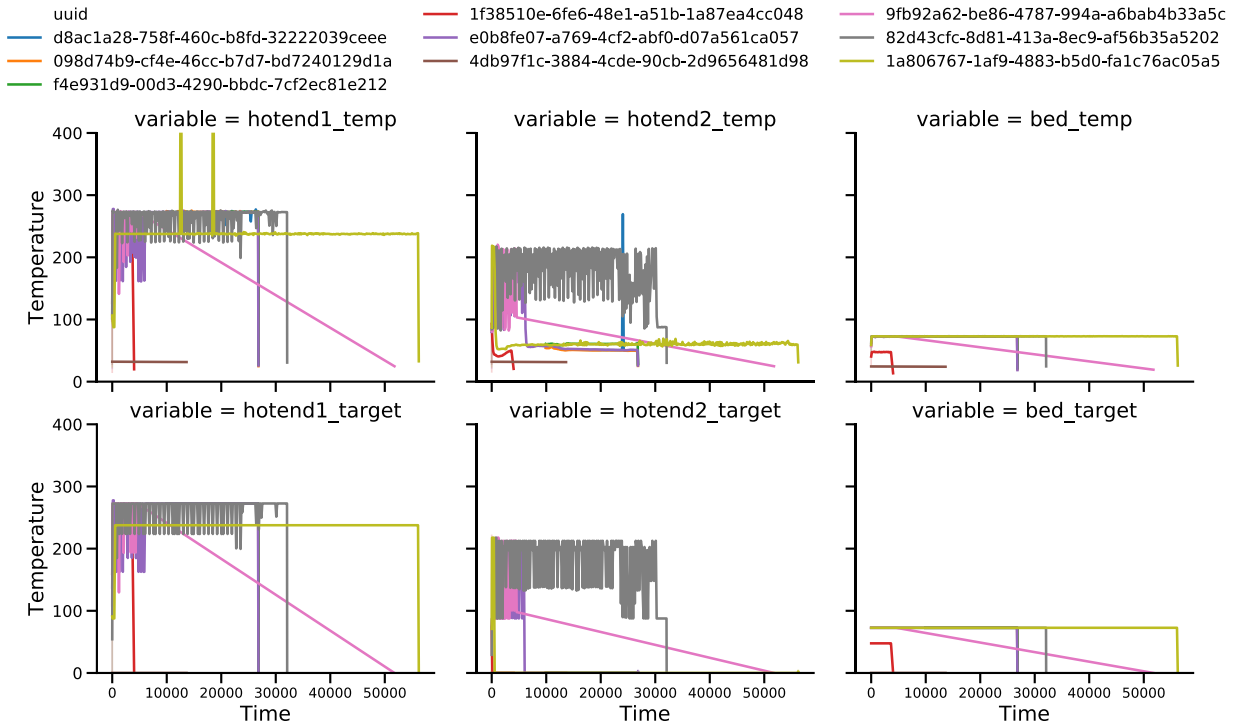 uuid
d8ac1a28-758f-460c-b8fd-32222039ceee
098d74b9-cf4e-46cc-b7d7-bd7240129d1a
f4e931d9-00d3-4290-bbdc-7cf2ec81e212
1f38510e-6fe6-48e1-a51b-1a87ea4cc048
e0b8fe07-a769-4cf2-abf0-d07a561ca057
4db97f1c-3884-4cde-90cb-2d9656481d98
9fb92a62-be86-4787-994a-a6bab4b33a5c
82d43cfc-8d81-413a-8ec9-af56b35a5202
1a806767-1af9-4883-b5d0-fa1c76ac05a5
variable = hotend1_temp
variable = hotend2_temp
variable = bed_temp
400
300
200
100
0
Temperature
variable = hotend1_target
variable = hotend2_target
variable = bed_target
400
300
200
100
0
Temperature
0 10000 20000 30000 40000 50000
0 10000 20000 30000 40000 50000
0 10000 20000 30000 40000 50000
Time
Time
Time